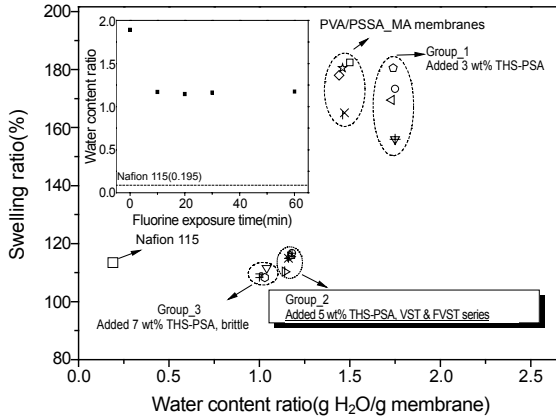 200
180
160
140
120
100
80
Swelling ratio(%)
0.0
0.5
1.0
1.5
2.0
2.5
Water content ratio(g H2O/g membrane)
2.0
1.5
1.0
0.5
0.0
Water content ratio
Nafion 115(0.195)
0
10
20
30
40
50
60
Fluorine exposure time(min)
PVA/PSSA_MA membranes
Group_1
Added 3 wt% THS-PSA
Nafion 115
Group_3
Added 7 wt% THS-PSA, brittle
Group_2
Added 5 wt% THS-PSA, VST & FVST series